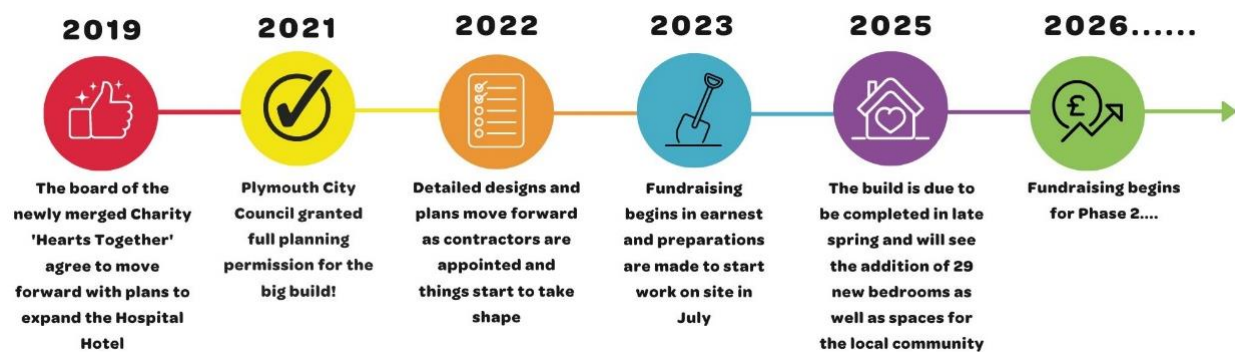 2019
The board of the
newly merged Charity
'Hearts Together'
agree to move
forward with plans to
expand the Hospital
Hotel
2021
Plymouth City
Council granted
full planning
permission for the
big build!
2022
Detailed designs and
plans move forward
as contractors are
appointed and
things start to take
shape
2023
Fundraising
begins in earnest
and preparations
are made to start
work on site in
July
2025
The build is due to
be completed in late
spring and will see
the addition of 29
new bedrooms as
well as spaces for
the local community
2026......
£
Fundraising begins
for Phase 2....